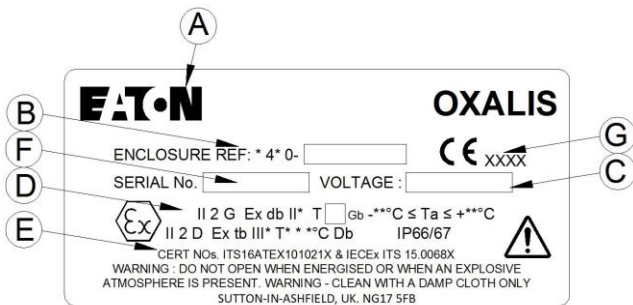 A
EATON
OXALIS
B
ENCLOSURE REF: * 4* 0-
CE XXXX
G
F
SERIAL No.
VOLTAGE :
C
D
Ex
II 2 G Ex db II* T Gb -**°C ≤ Ta ≤ +**°C
II 2 D Ex tb III* T* * *°C Db IP66/67
E
CERT NOs. ITS16ATEX101021X & IECEx ITS 15.0068X
WARNING : DO NOT OPEN WHEN ENERGISED OR WHEN AN EXPLOSIVE
ATMOSPHERE IS PRESENT. WARNING - CLEAN WITH A DAMP CLOTH ONLY
SUTTON-IN-ASHFIELD, UK. NG17 5FB